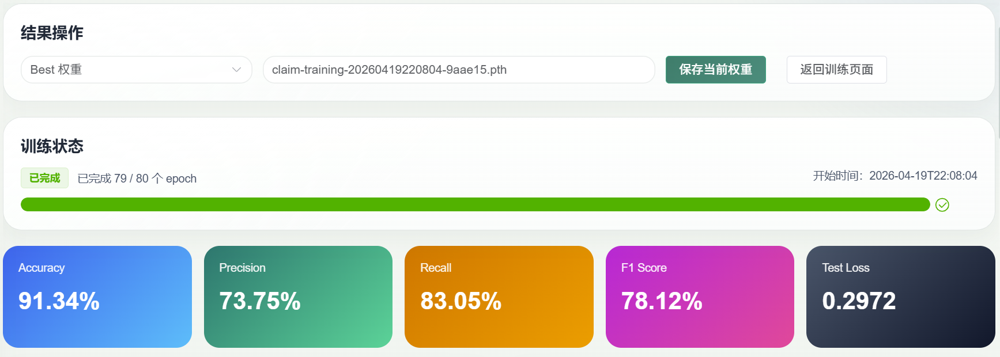 结果操作
Best 权重
claim-training-20260419220804-9aae15.pth
保存当前权重
返回训练页面
训练状态
已完成 已完成 79 / 80 个 epoch
开始时间：2026-04-19T22:08:04
Accuracy
91.34%
Precision
73.75%
Recall
83.05%
F1 Score
78.12%
Test Loss
0.2972